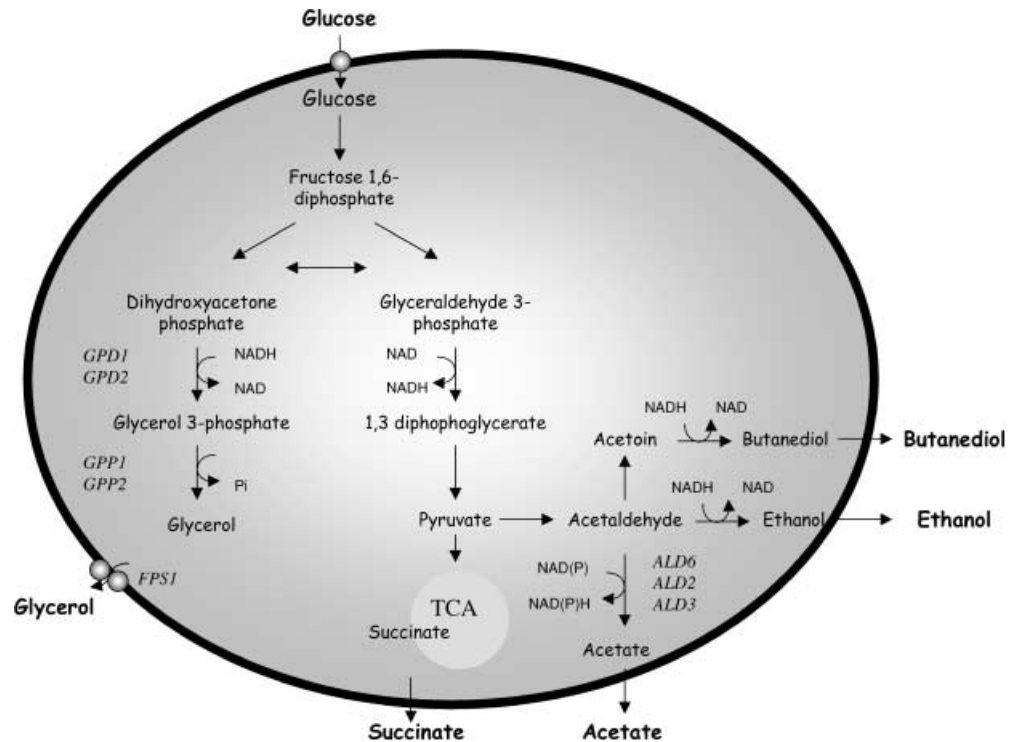 Glucose
Glucose
Fructose 1,6-
diphosphate
Dihydroxyacetone
phosphate
Glyceraldehyde 3-
phosphate
GPD1
GPD2
NADH
NAD
NAD
NADH
Glycerol 3-phosphate
1,3 diphophoglycerate
GPP1
GPP2
Pi
Glycerol
NADH
NAD
Acetoin
Butanediol
Butanediol
NADH
NAD
Pyruvate
Acetaldehyde
Ethanol
Ethanol
FPS1
Glycerol
NAD(P)
NAD(P)H
ALD6
ALD2
ALD3
TCA
Succinate
Acetate
Succinate
Acetate